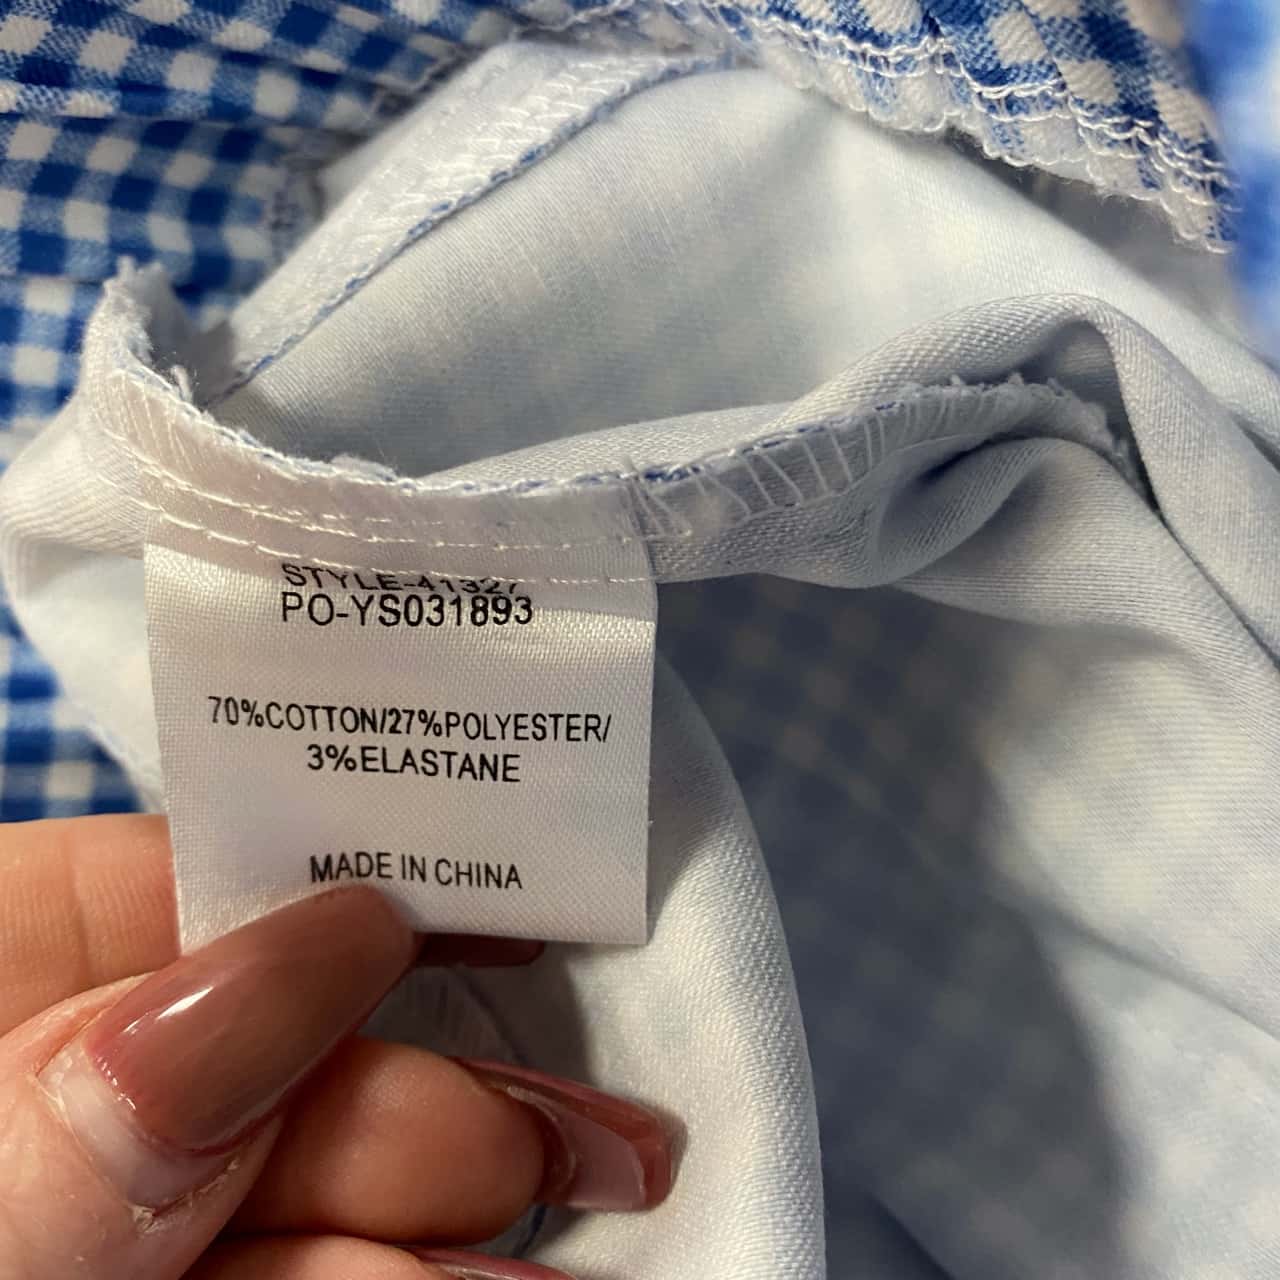 STYLE-41327
PO-YS031893
70%COTTON/27%POLYESTER/
3%ELASTANE
MADE IN CHINA